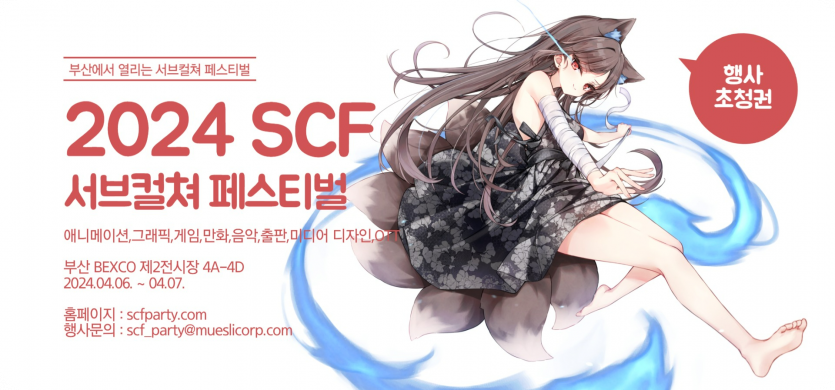 부산에서 열리는 서브컬쳐 페스티벌
2024 SCF
서브컬쳐 페스티벌
애니메이션,그래픽,게임,만화,음악,출판,미디어 디자인,OTT
부산 BEXCO 제2전시장 4A-4D
2024.04.06. ~ 04.07.
홈페이지 : scfparty.com
행사문의 : scf_party@mueslicorp.com
행사
초청권